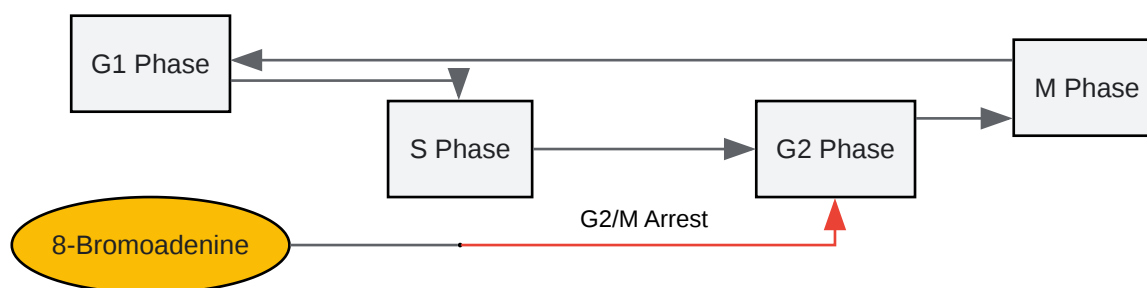 G1 Phase
M Phase
S Phase
G2 Phase
G2/M Arrest
8-Bromoadenine